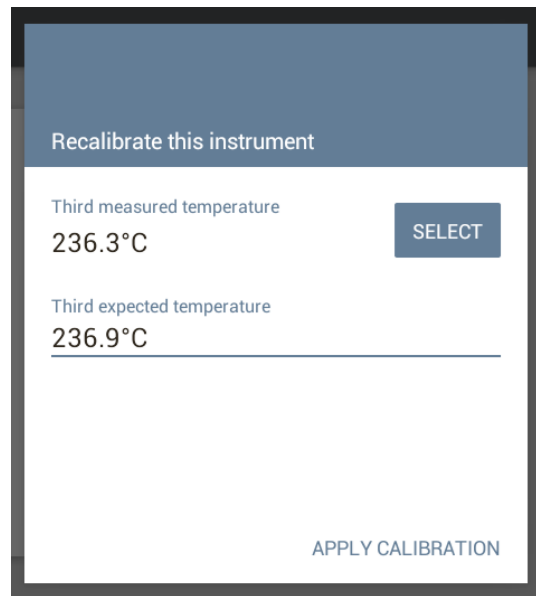 Recalibrate this instrument
Third measured temperature
236.3°C
SELECT
Third expected temperature
236.9°C
APPLY CALIBRATION